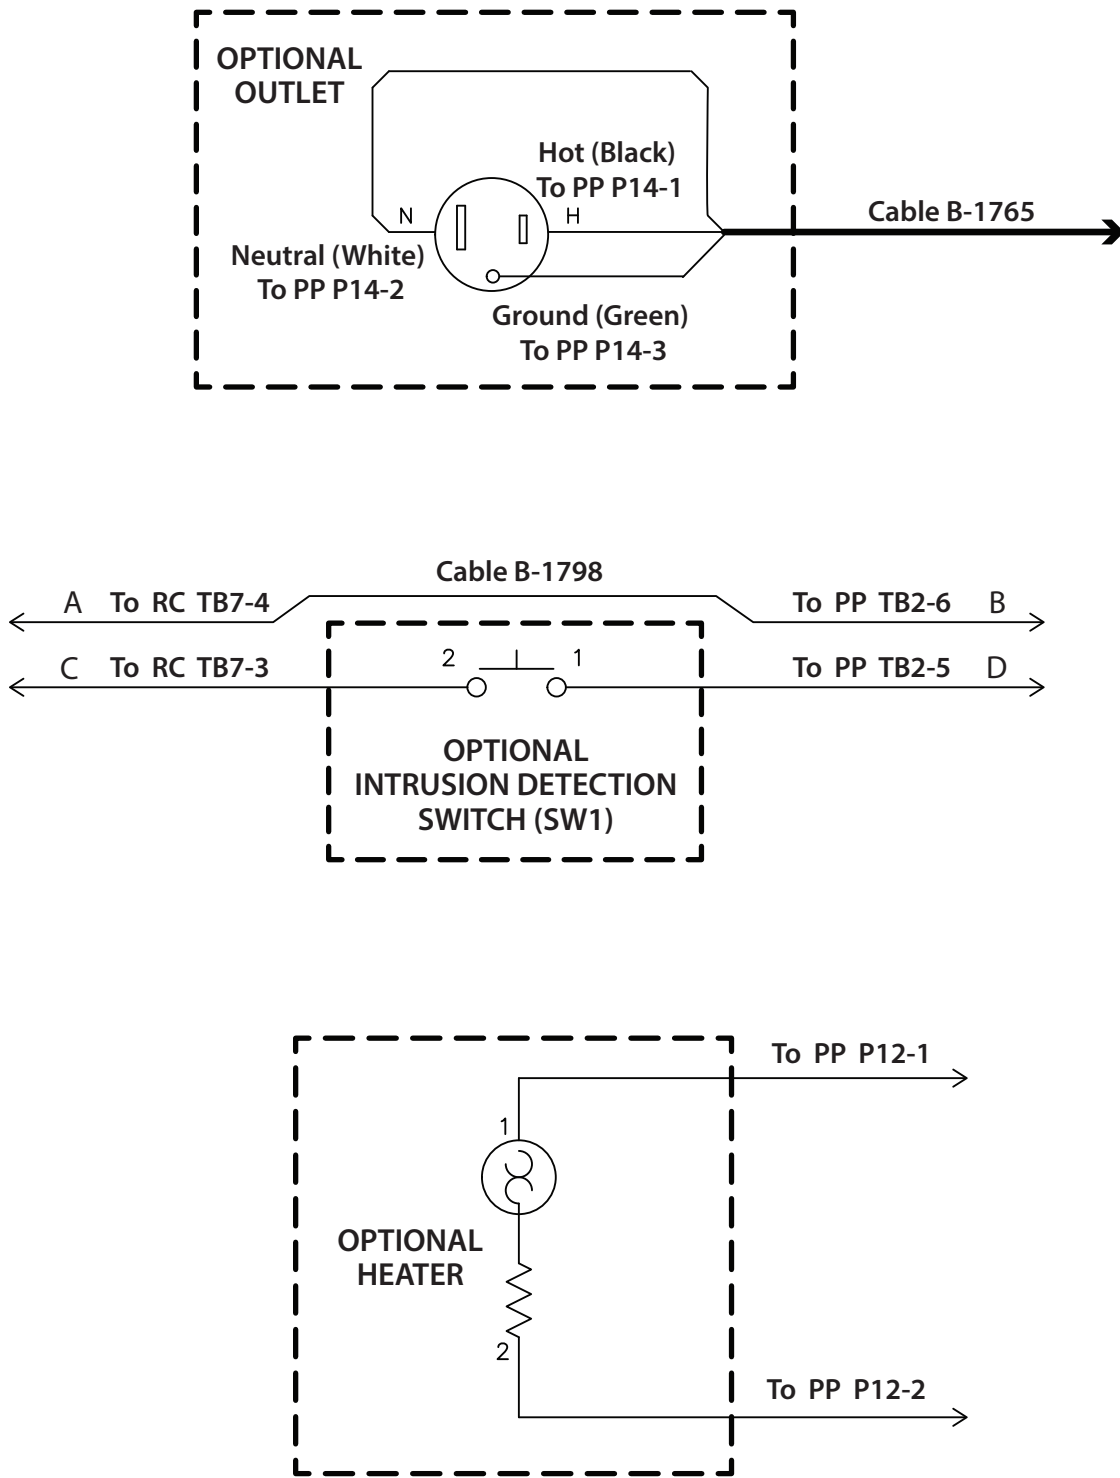 OPTIONAL
OUTLET
Hot (Black)
To PP P14-1
N
H
Cable B-1765
Neutral (White)
To PP P14-2
Ground (Green)
To PP P14-3
Cable B-1798
A To RC TB7-4
To PP TB2-6 B
C To RC TB7-3
2 1
To PP TB2-5 D
OPTIONAL
INTRUSION DETECTION
SWITCH (SW1)
To PP P12-1
1
OPTIONAL
HEATER
2
To PP P12-2